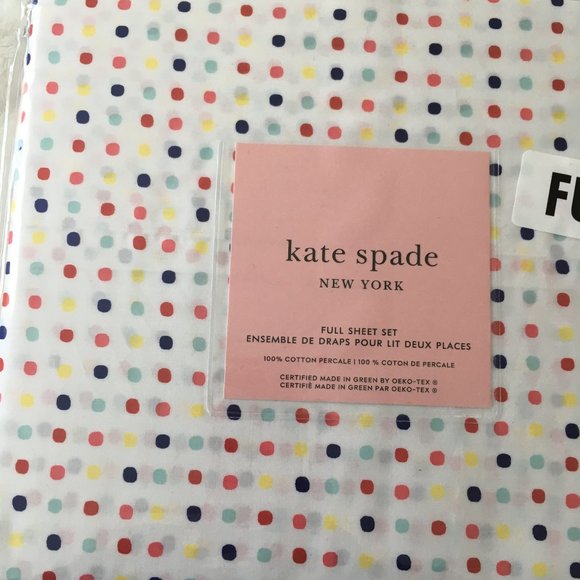 kate spade
NEW YORK
FULL SHEET SET
ENSEMBLE DE DRAPS POUR LIT DEUX PLACES
100% COTTON PERCALE | 100 % COTON DE PERCALE
CERTIFIED MADE IN GREEN BY OEKO-TEX ®
CERTIFIÉ MADE IN GREEN PAR OEKO-TEX ®